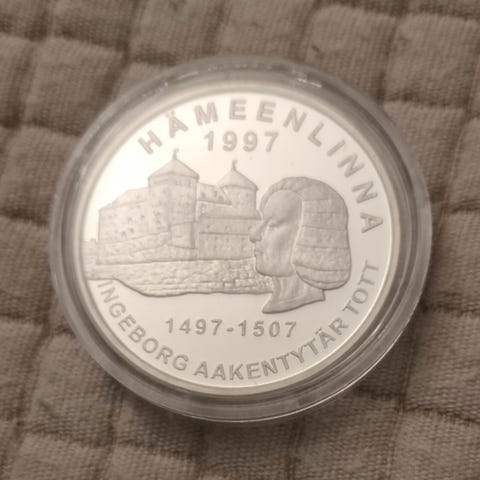 HÄMEENLINNA
1997
1497-1507
INGEBORG AAKENTYTÄR TOTT